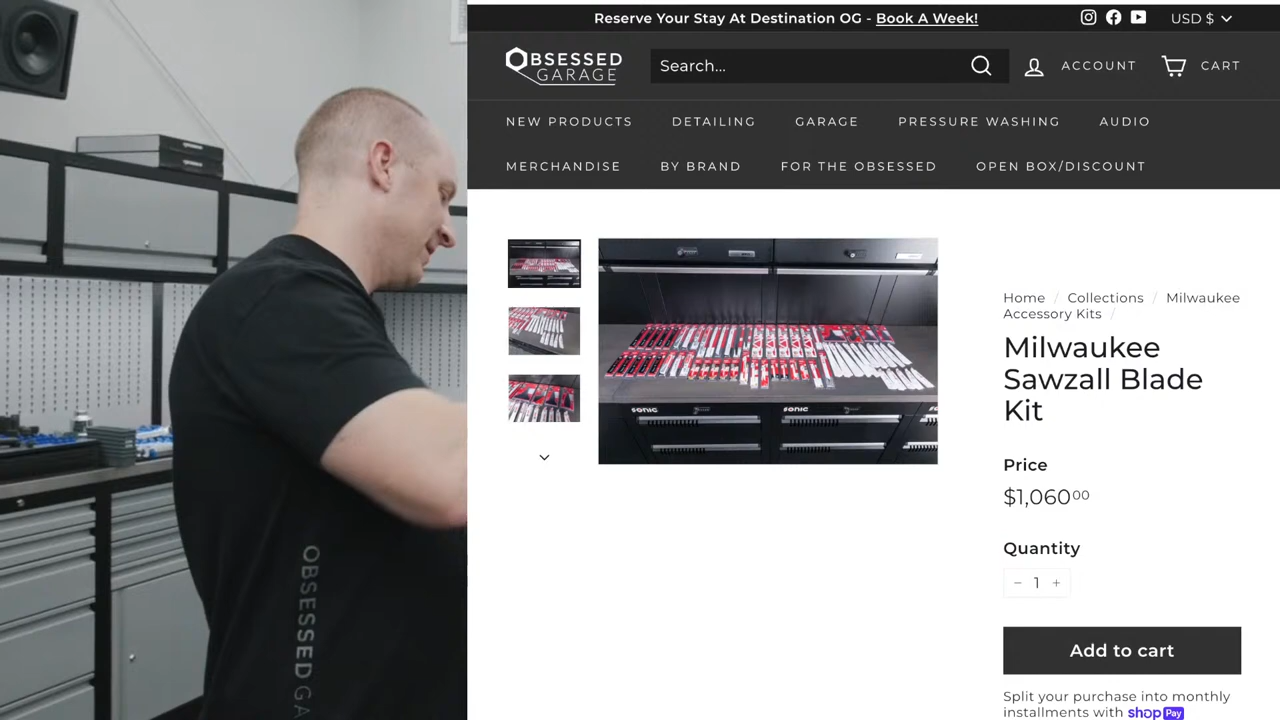 Reserve Your Stay At Destination OG - Book A Week!
USD $
OBSESSED
GARAGE
Search...
ACCOUNT
CART
NEW PRODUCTS
DETAILING
GARAGE
PRESSURE WASHING
AUDIO
MERCHANDISE
BY BRAND
FOR THE OBSESSED
OPEN BOX/DISCOUNT
Home / Collections / Milwaukee
Accessory Kits /
Milwaukee
Sawzall Blade
Kit
Price
$1,060.00
Quantity
− 1 +
Add to cart
Split your purchase into monthly
installments with shop Pay
sonic
sonic
OBSESSED GA